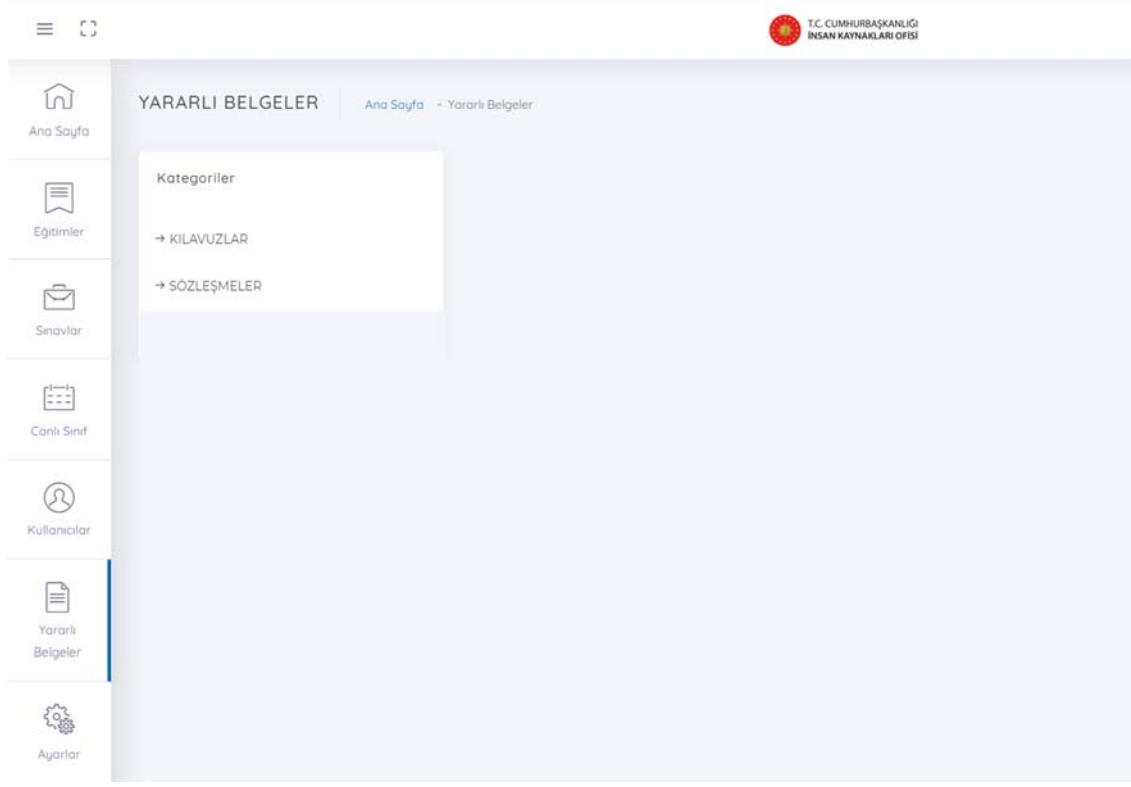 T.C. CUMHURBAŞKANLIĞI
İNSAN KAYNAKLARI OFİSİ
Ana Sayfa
Eğitimler
Sınavlar
Canlı Sınıf
Kullanıcılar
Yararlı
Belgeler
Ayarlar
YARARLI BELGELER
Ana Sayfa - Yararlı Belgeler
Kategoriler
→ KILAVUZLAR
→ SÖZLEŞMELER